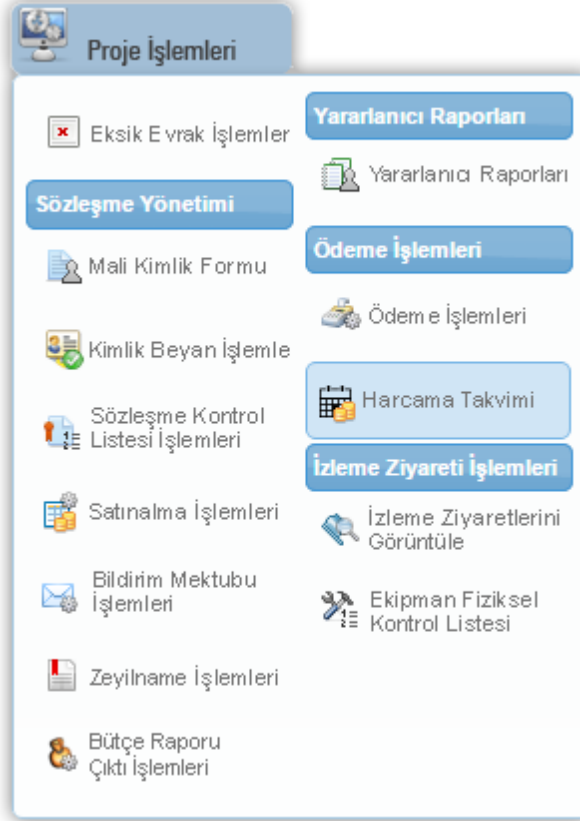 Proje İşlemleri
Eksik Evrak İşlemler
Sözleşme Yönetimi
Mali Kimlik Formu
Kimlik Beyan İşlemle
Sözleşme Kontrol
Listesi İşlemleri
Satınalma İşlemleri
Bildirim Mektubu
İşlemleri
Zeyilname İşlemleri
Bütçe Raporu
Çıktı İşlemleri
Yararlanıcı Raporları
Yararlanıcı Raporları
Ödeme İşlemleri
Ödeme İşlemleri
Harcama Takvimi
İzleme Ziyareti İşlemleri
İzleme Ziyaretlerini
Görüntüle
Ekipman Fiziksel
Kontrol Listesi